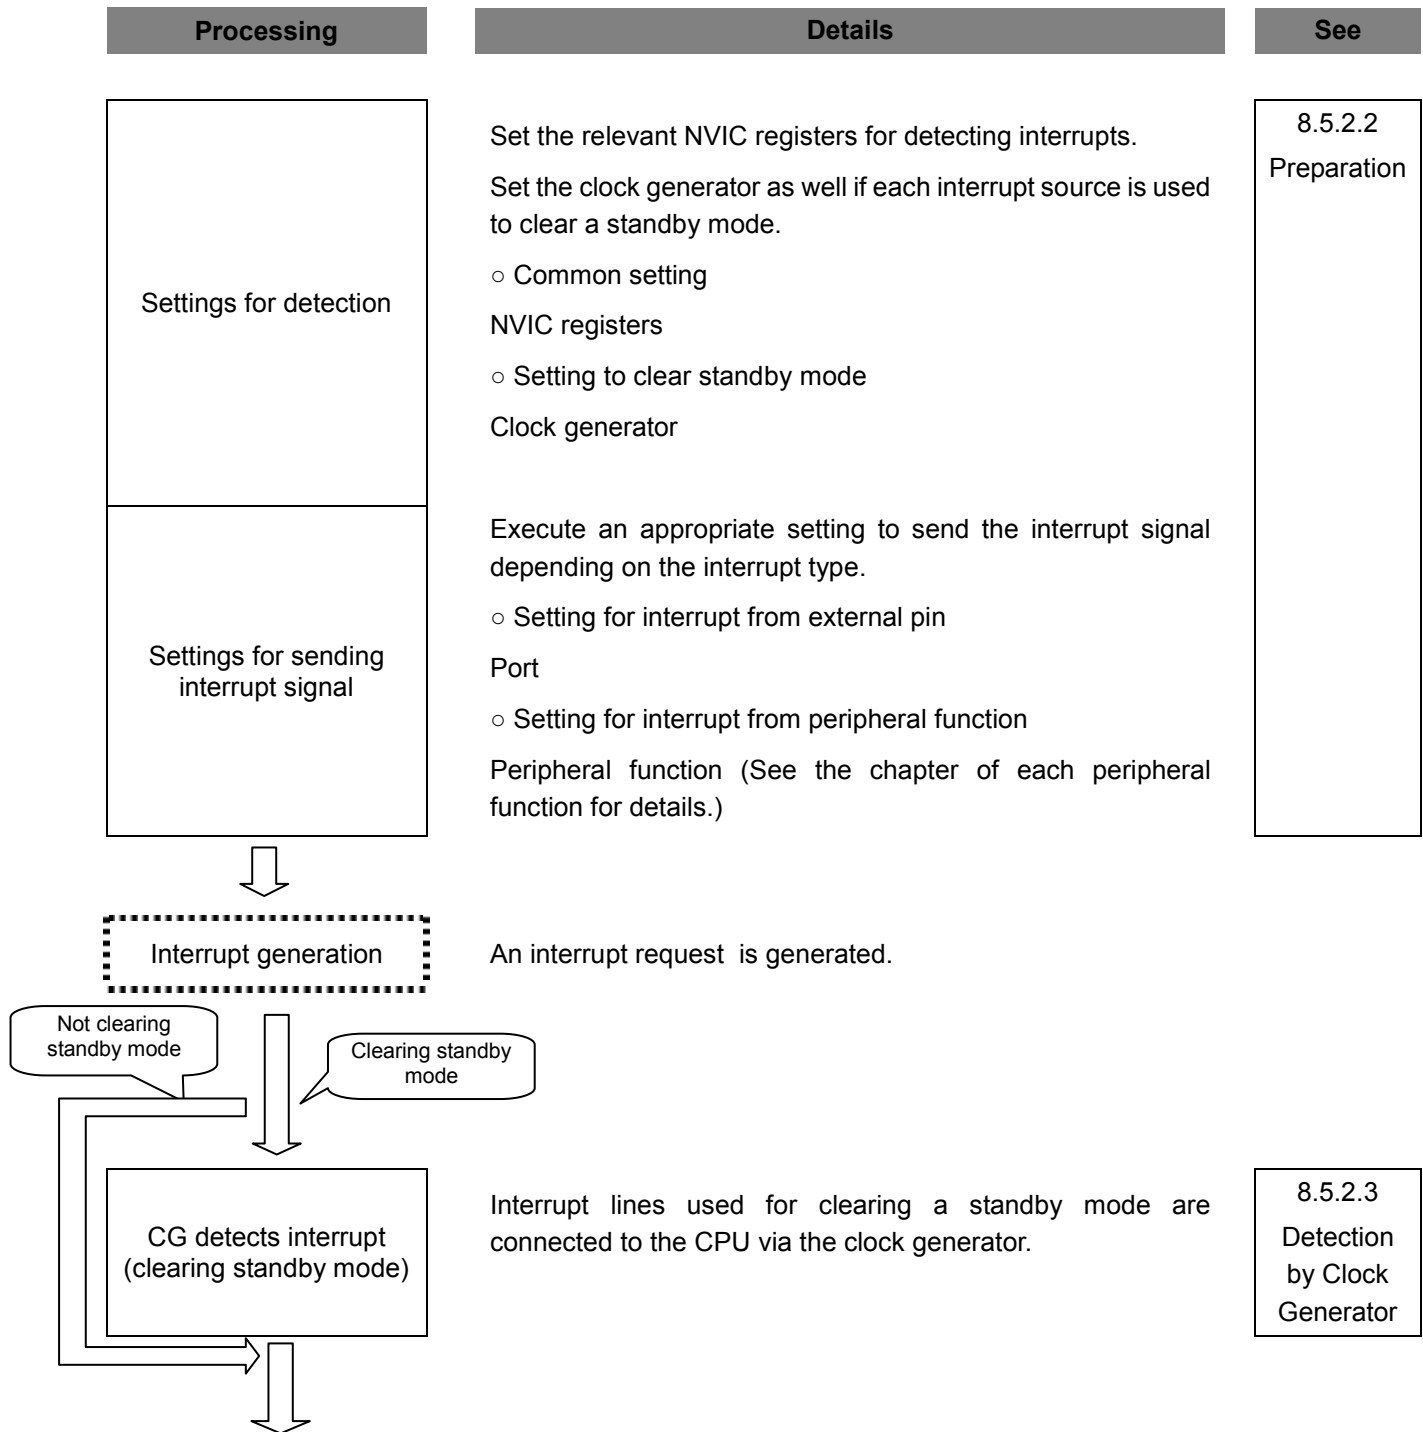 Processing
Details
See
Settings for detection
Set the relevant NVIC registers for detecting interrupts.
Set the clock generator as well if each interrupt source is used
to clear a standby mode.
○ Common setting
NVIC registers
○ Setting to clear standby mode
Clock generator
8.5.2.2
Preparation
Settings for sending
interrupt signal
Execute an appropriate setting to send the interrupt signal
depending on the interrupt type.
○ Setting for interrupt from external pin
Port
○ Setting for interrupt from peripheral function
Peripheral function (See the chapter of each peripheral
function for details.)
Interrupt generation
An interrupt request is generated.
Not clearing
standby mode
Clearing standby
mode
CG detects interrupt
(clearing standby mode)
Interrupt lines used for clearing a standby mode are
connected to the CPU via the clock generator.
8.5.2.3
Detection
by Clock
Generator